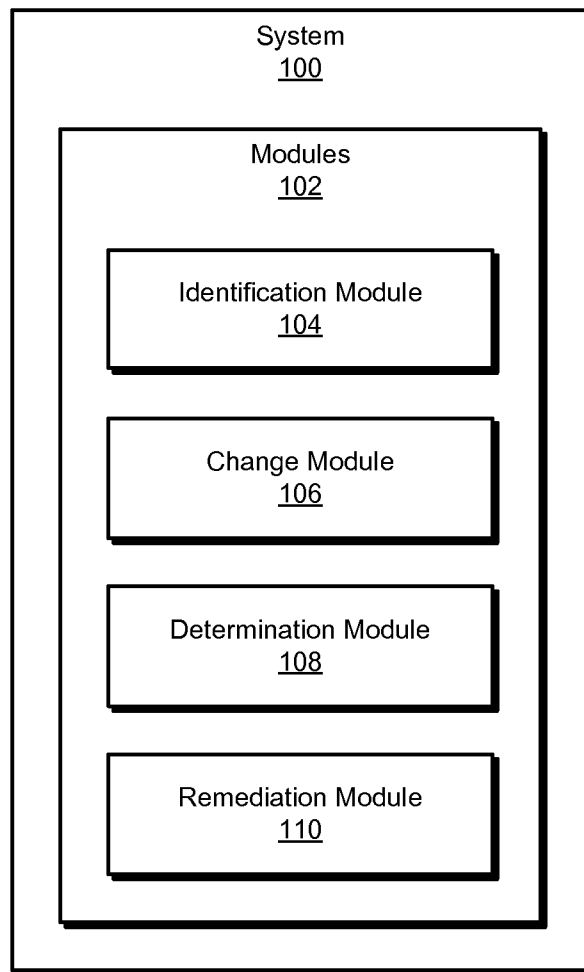 System
100
Modules
102
Identification Module
104
Change Module
106
Determination Module
108
Remediation Module
110